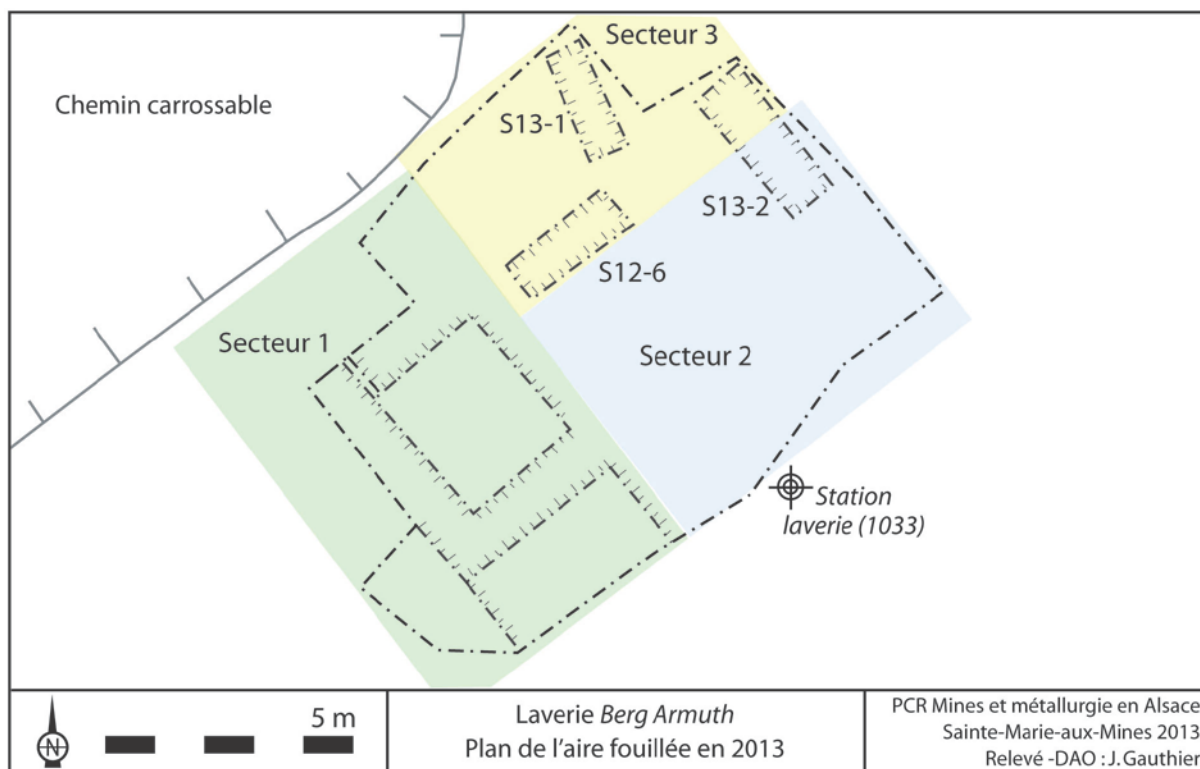 Secteur 3
Chemin carrossable
S13-1
S13-2
S12-6
Secteur 1
Secteur 2
Station
laverie (1033)
N
5 m
Laverie Berg Armuth
Plan de l'aire fouillée en 2013
PCR Mines et métallurgie en Alsace
Sainte-Marie-aux-Mines 2013
Relevé -DAO : J. Gauthier